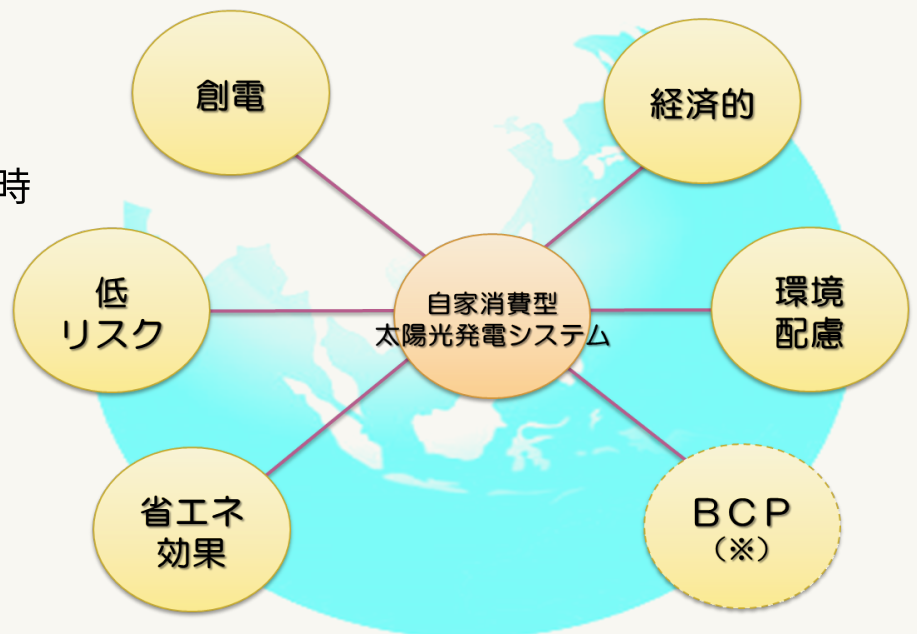 創電
経済的
時
低
リスク
自家消費型
太陽光発電システム
環境
配慮
省エネ
効果
ＢＣＰ
（※）